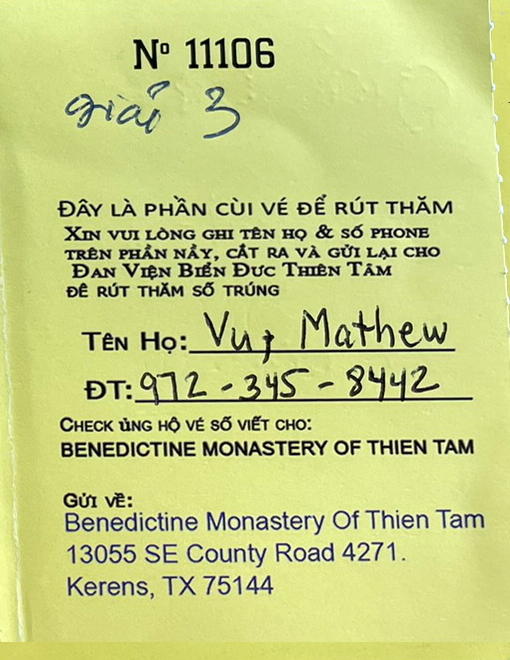 Nº 11106
giải 3
ĐÂY LÀ PHẦN CÙI VÉ ĐỂ RÚT THĂM
XIN VUI LÒNG GHI TÊN HỌ & SỐ PHONE
TRÊN PHẦN NẦY, CẮT RA VÀ GỬI LẠI CHO
ĐAN VIỆN BIỂN ĐỨC THIÊN TÂM
ĐÊ RÚT THĂM SỐ TRÚNG
TÊN HỌ: Vu, Mathew
ĐT: 972-345-8442
CHECK ỦNG HỘ VÉ SỐ VIẾT CHO:
BENEDICTINE MONASTERY OF THIEN TAM
GỬI VỀ:
Benedictine Monastery Of Thien Tam
13055 SE County Road 4271.
Kerens, TX 75144